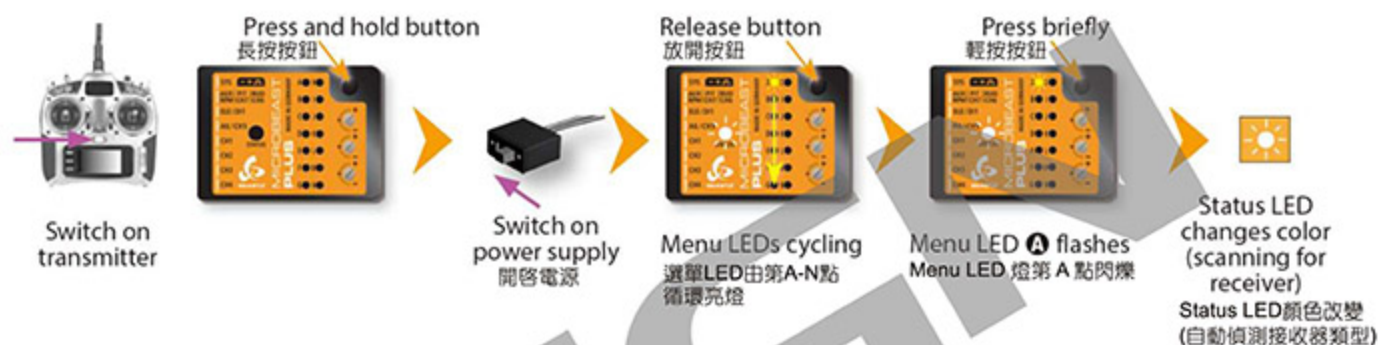 Press and hold button
長按按鈕
Release button
放開按鈕
Press briefly
輕按按鈕
MICROBEAST
PLUS
MICROBEAST
PLUS
MICROBEAST
PLUS
Switch on
transmitter
Switch on
power supply
開啓電源
Menu LEDs cycling
選單LED由第A-N點
循環亮燈
Menu LED A flashes
Menu LED 燈第 A 點閃爍
Status LED
changes color
(scanning for
receiver)
Status LED顏色改變
(自動偵測接收器類型)